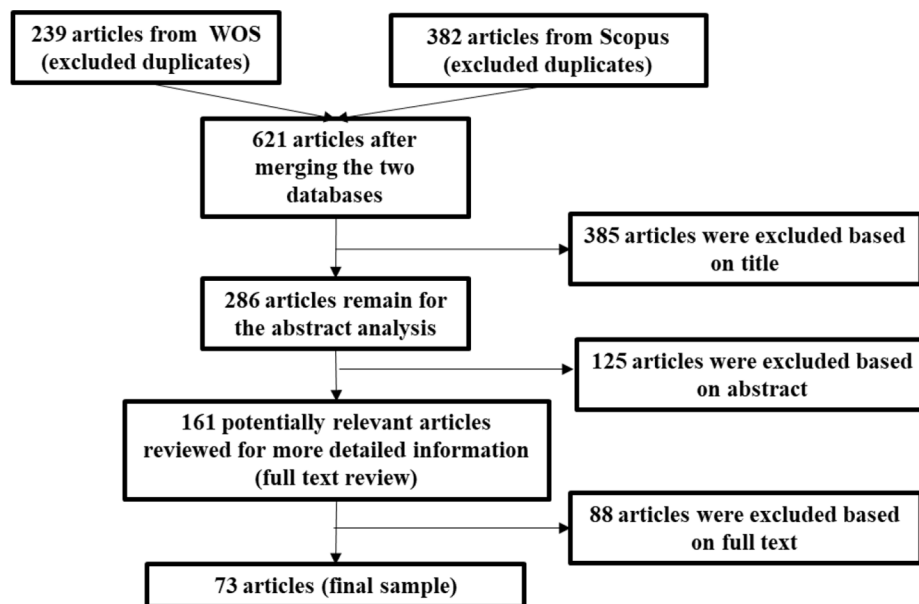 239 articles from WOS
(excluded duplicates)
382 articles from Scopus
(excluded duplicates)
621 articles after
merging the two
databases
385 articles were excluded based
on title
286 articles remain for
the abstract analysis
125 articles were excluded based
on abstract
161 potentially relevant articles
reviewed for more detailed information
(full text review)
88 articles were excluded based
on full text
73 articles (final sample)